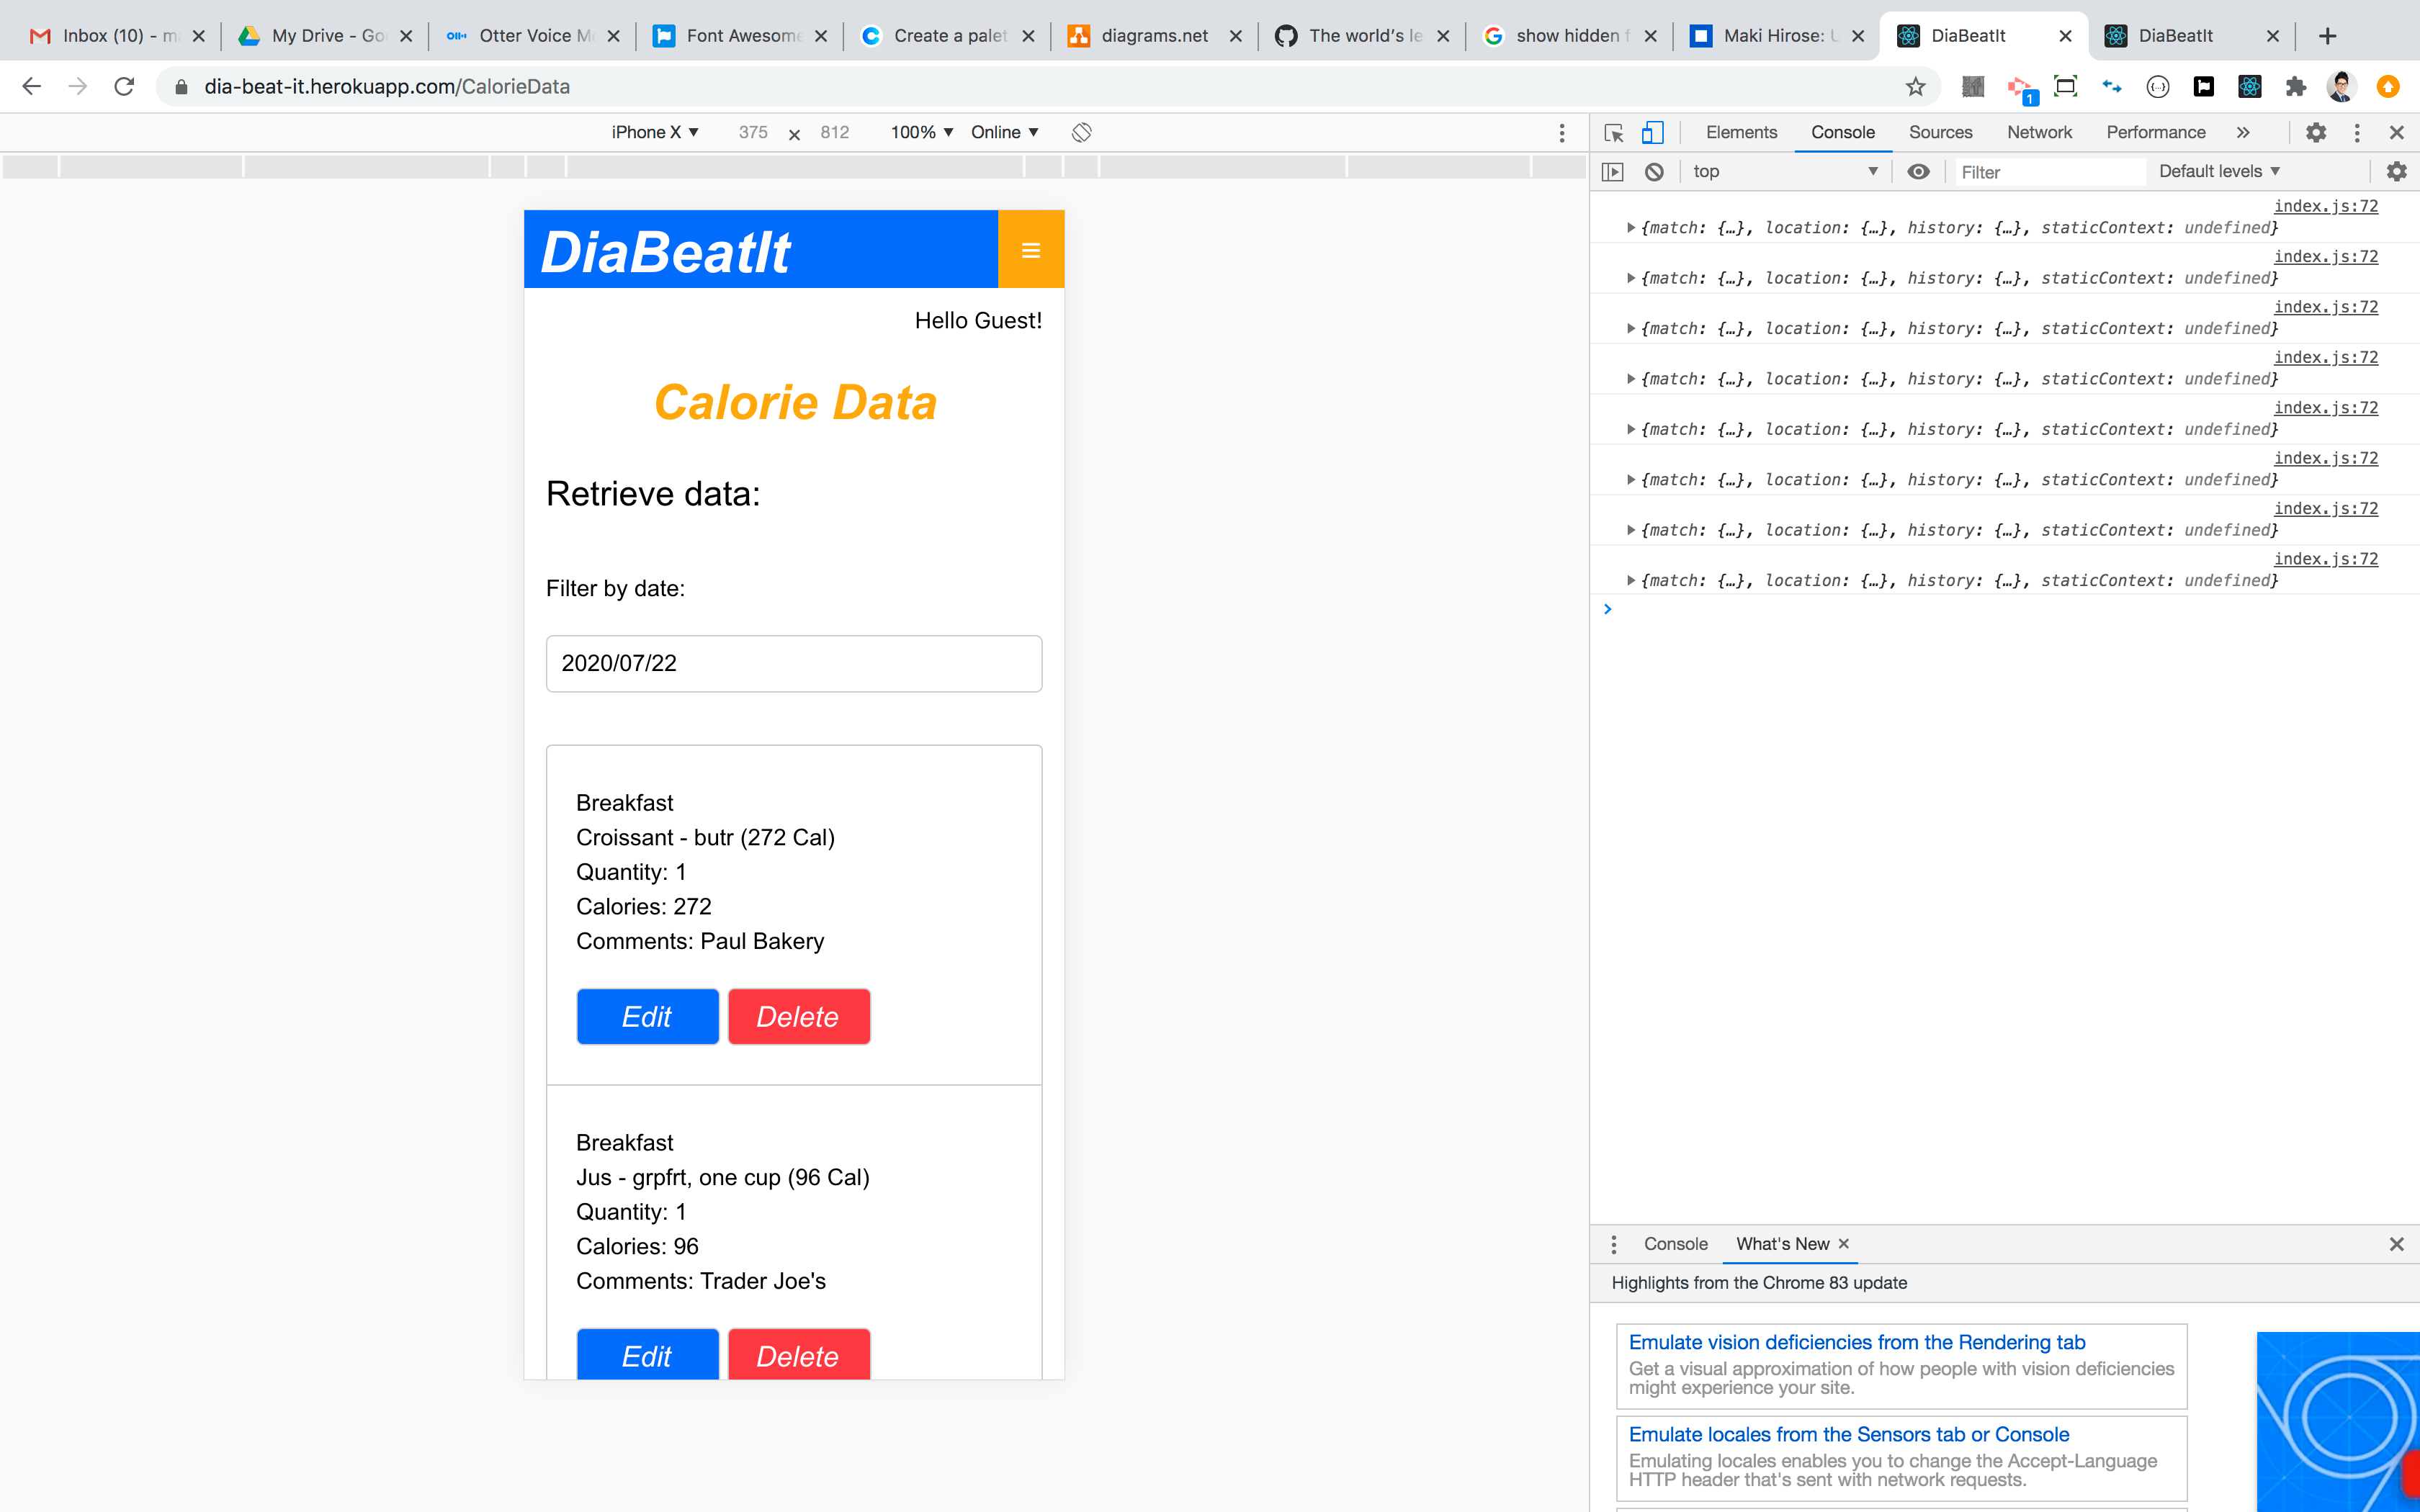 Inbox (10) - m
My Drive - Go
Otter Voice M
Font Awesome
Create a palet
diagrams.net
The world's le
show hidden f
Maki Hirose: U
DiaBeatIt
DiaBeatIt
dia-beat-it.herokuapp.com/CalorieData
1
iPhone X ▼ 375 × 812 100% ▼ Online ▼
DiaBeatIt
Hello Guest!
Calorie Data
Retrieve data:
Filter by date:
2020/07/22
Breakfast
Croissant - butr (272 Cal)
Quantity: 1
Calories: 272
Comments: Paul Bakery
Edit Delete
Breakfast
Jus - grpfrt, one cup (96 Cal)
Quantity: 1
Calories: 96
Comments: Trader Joe's
Edit Delete
Elements Console Sources Network Performance »
top ▼ Filter Default levels ▼
index.js:72
{match: {…}, location: {…}, history: {…}, staticContext: undefined}
index.js:72
{match: {…}, location: {…}, history: {…}, staticContext: undefined}
index.js:72
{match: {…}, location: {…}, history: {…}, staticContext: undefined}
index.js:72
{match: {…}, location: {…}, history: {…}, staticContext: undefined}
index.js:72
{match: {…}, location: {…}, history: {…}, staticContext: undefined}
index.js:72
{match: {…}, location: {…}, history: {…}, staticContext: undefined}
index.js:72
{match: {…}, location: {…}, history: {…}, staticContext: undefined}
index.js:72
{match: {…}, location: {…}, history: {…}, staticContext: undefined}
Console What's New ×
Highlights from the Chrome 83 update
Emulate vision deficiencies from the Rendering tab
Get a visual approximation of how people with vision deficiencies
might experience your site.
Emulate locales from the Sensors tab or Console
Emulating locales enables you to change the Accept-Language
HTTP header that's sent with network requests.